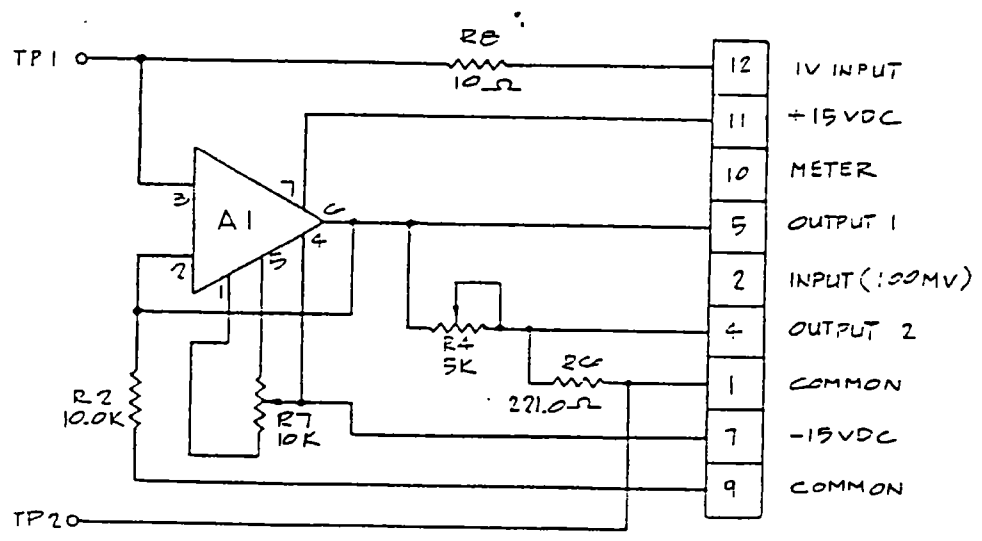 R8
TP1
10Ω
12 1V INPUT
11 +15VDC
10 METER
7
3
A1
6
4
5 OUTPUT 1
5
2
1
2 INPUT (100MV)
R4
5K
4 OUTPUT 2
R6
221.0Ω
1 COMMON
R2
10.0K
R7
10K
7 -15VDC
9 COMMON
TP2